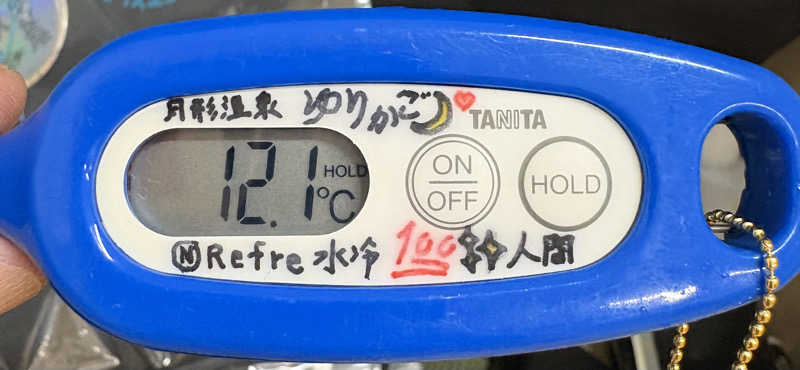 月形温泉 ゆりかご
TANITA
12.1 HOLD °C
ON
OFF
HOLD
Ⓝ Refre 水冷 100 人間